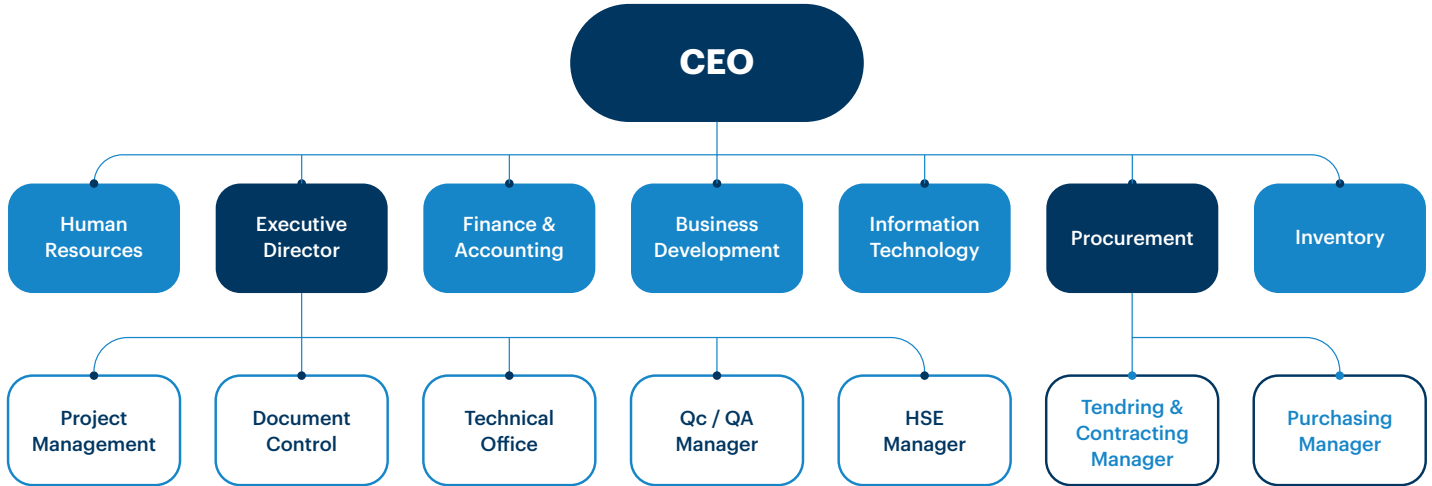 CEO
Human
Resources
Executive
Director
Finance &
Accounting
Business
Development
Information
Technology
Procurement
Inventory
Project
Management
Document
Control
Technical
Office
Qc / QA
Manager
HSE
Manager
Tendring &
Contracting
Manager
Purchasing
Manager